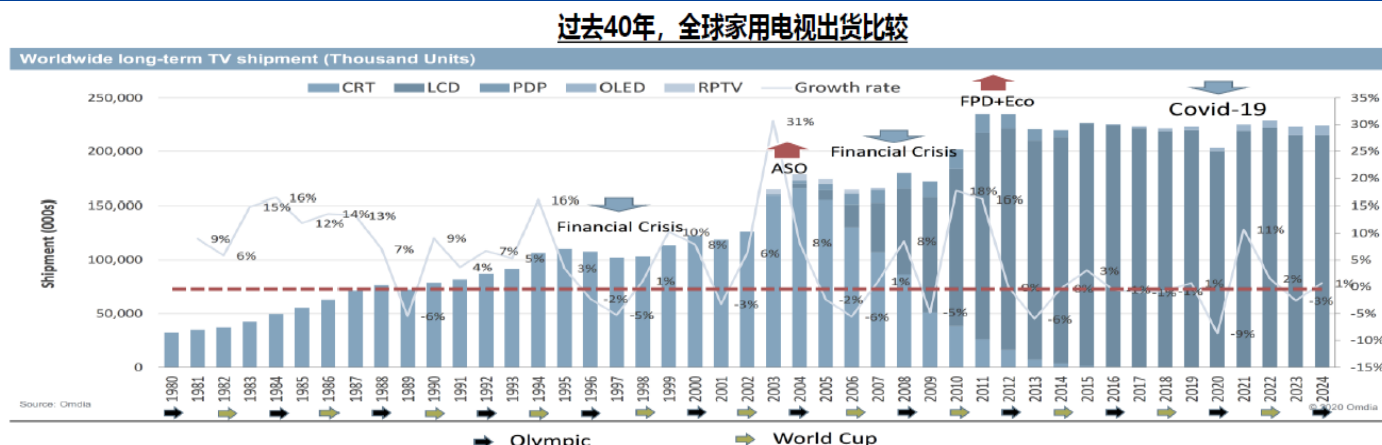 过去40年，全球家用电视出货比较
Worldwide long-term TV shipment (Thousand Units)
CRT LCD PDP OLED RPTV Growth rate
FPD+Eco
Covid-19
Financial Crisis
ASO
Financial Crisis
Shipment (000s)
250,000
200,000
150,000
100,000
50,000
0
35%
30%
25%
20%
15%
10%
5%
0%
-5%
-10%
-15%
9% 6% 15% 16% 12% 14% 13% 7% -6% 9% 4% 7% 5% 16% 3% -2% -5% 1% 10% 8% -3% 6% 31% 8% -2% -6% 1% 8% -5% 18% 16% 0% -6% 0% 3% -1% -1% -1% 1% -9% 11% 2% -3% 1%
1980 1981 1982 1983 1984 1985 1986 1987 1988 1989 1990 1991 1992 1993 1994 1995 1996 1997 1998 1999 2000 2001 2002 2003 2004 2005 2006 2007 2008 2009 2010 2011 2012 2013 2014 2015 2016 2017 2018 2019 2020 2021 2022 2023 2024
Source: Omdia
© 2020 Omdia
Olympic World Cup